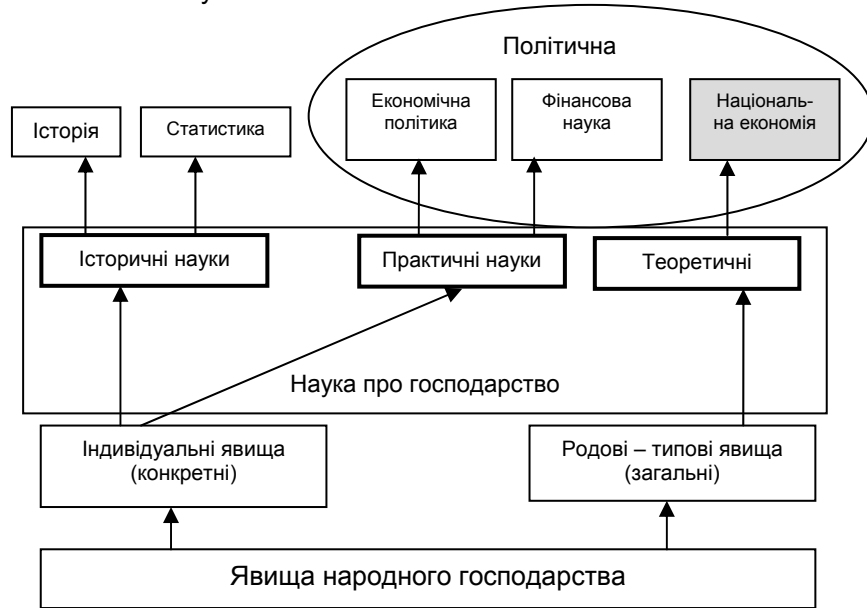 Політична
Економічна
політика
Фінансова
наука
Національ-
на економія
Історія
Статистика
Історичні науки
Практичні науки
Теоретичні
Наука про господарство
Індивідуальні явища
(конкретні)
Родові – типові явища
(загальні)
Явища народного господарства